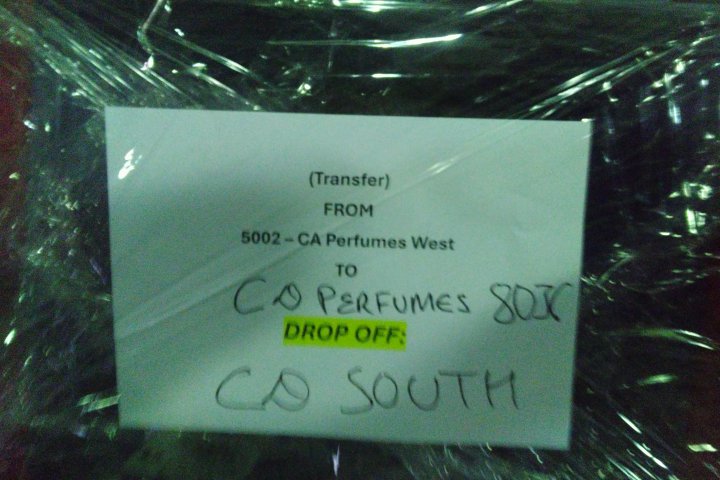 (Transfer)
FROM
5002 – CA Perfumes West
TO
CA PERFUMES
DROP OFF:
CA SOUTH